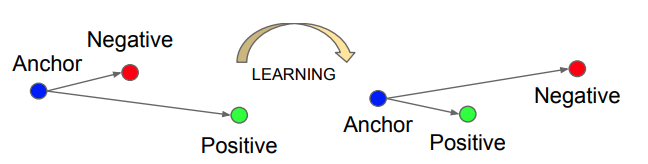 Negative
Anchor
Positive
LEARNING
Anchor
Positive
Negative